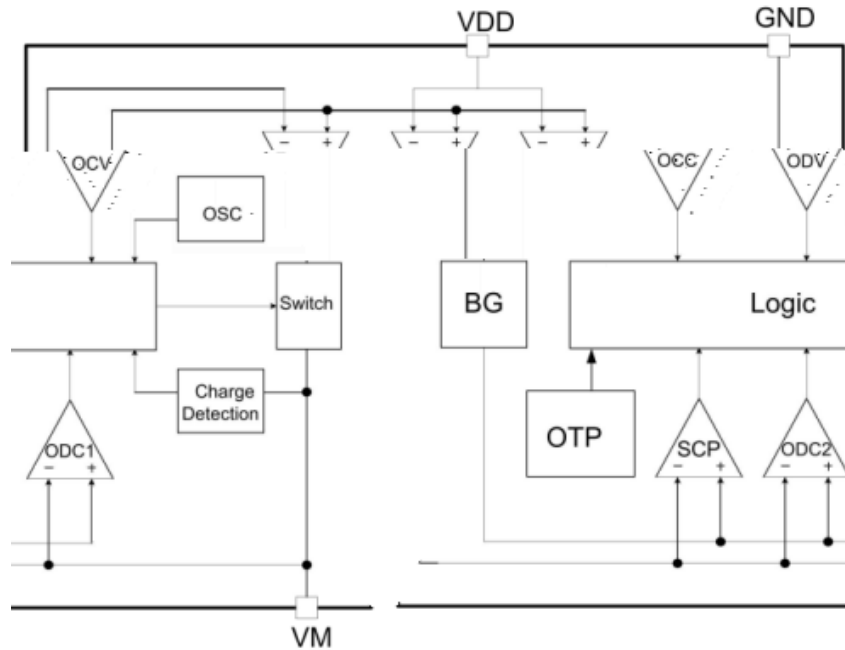 VDD
GND
− +
− +
− +
OCV
OCC
ODV
OSC
Switch
BG
Logic
Charge
Detection
OTP
ODC1
− +
SCP
− +
ODC2
− +
VM